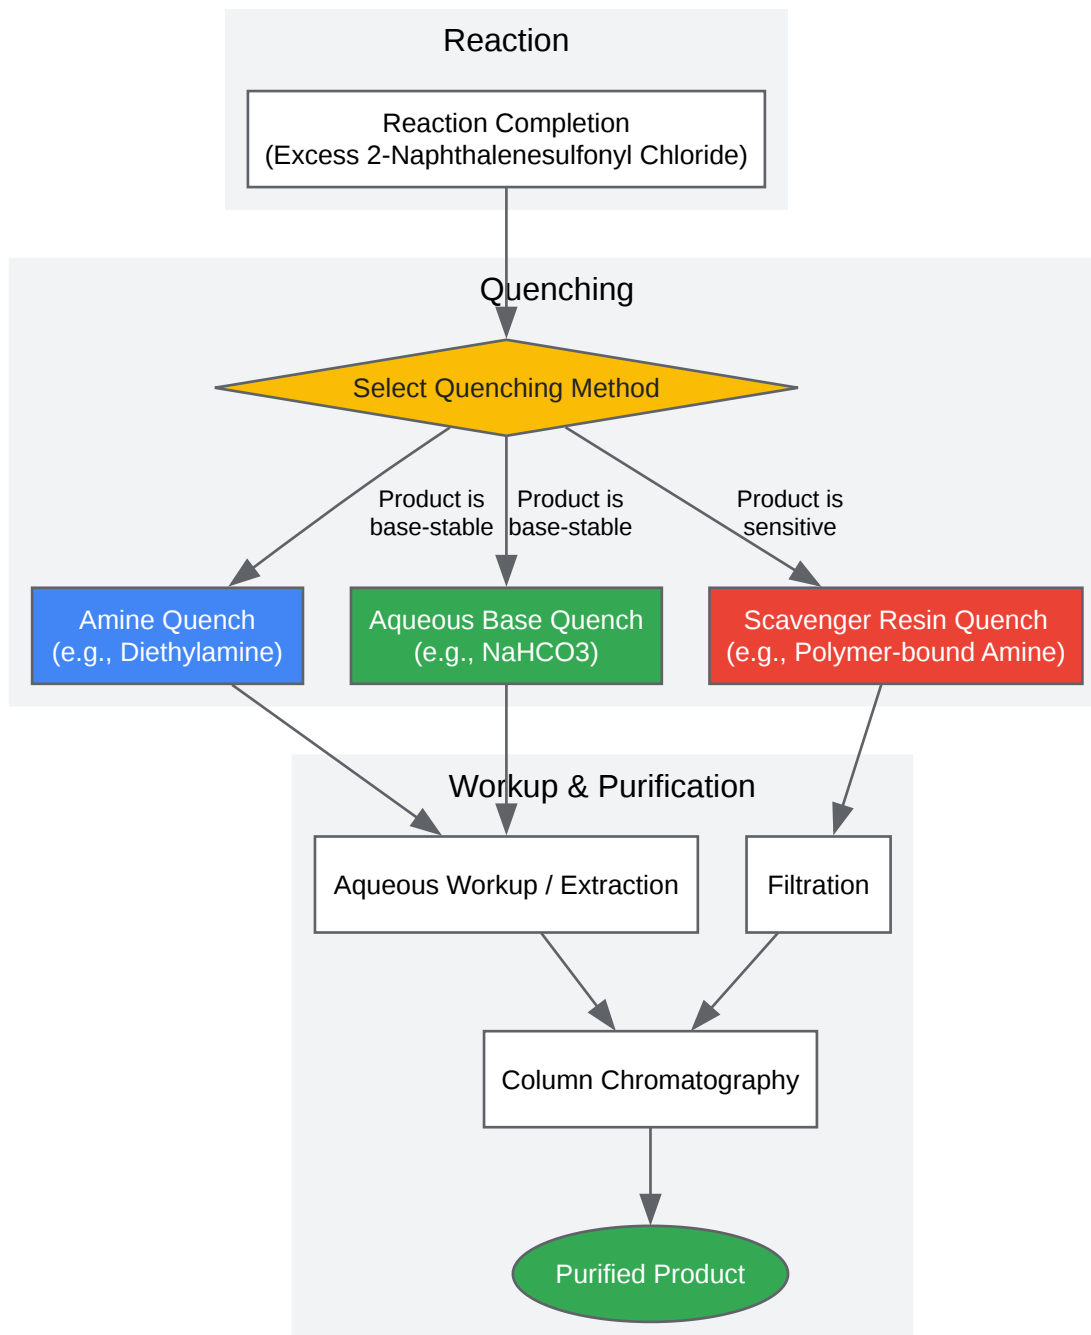 Reaction
Reaction Completion
(Excess 2-Naphthalenesulfonyl Chloride)
Quenching
Select Quenching Method
Product is
base-stable
Product is
base-stable
Product is
sensitive
Amine Quench
(e.g., Diethylamine)
Aqueous Base Quench
(e.g., NaHCO3)
Scavenger Resin Quench
(e.g., Polymer-bound Amine)
Workup & Purification
Aqueous Workup / Extraction
Filtration
Column Chromatography
Purified Product